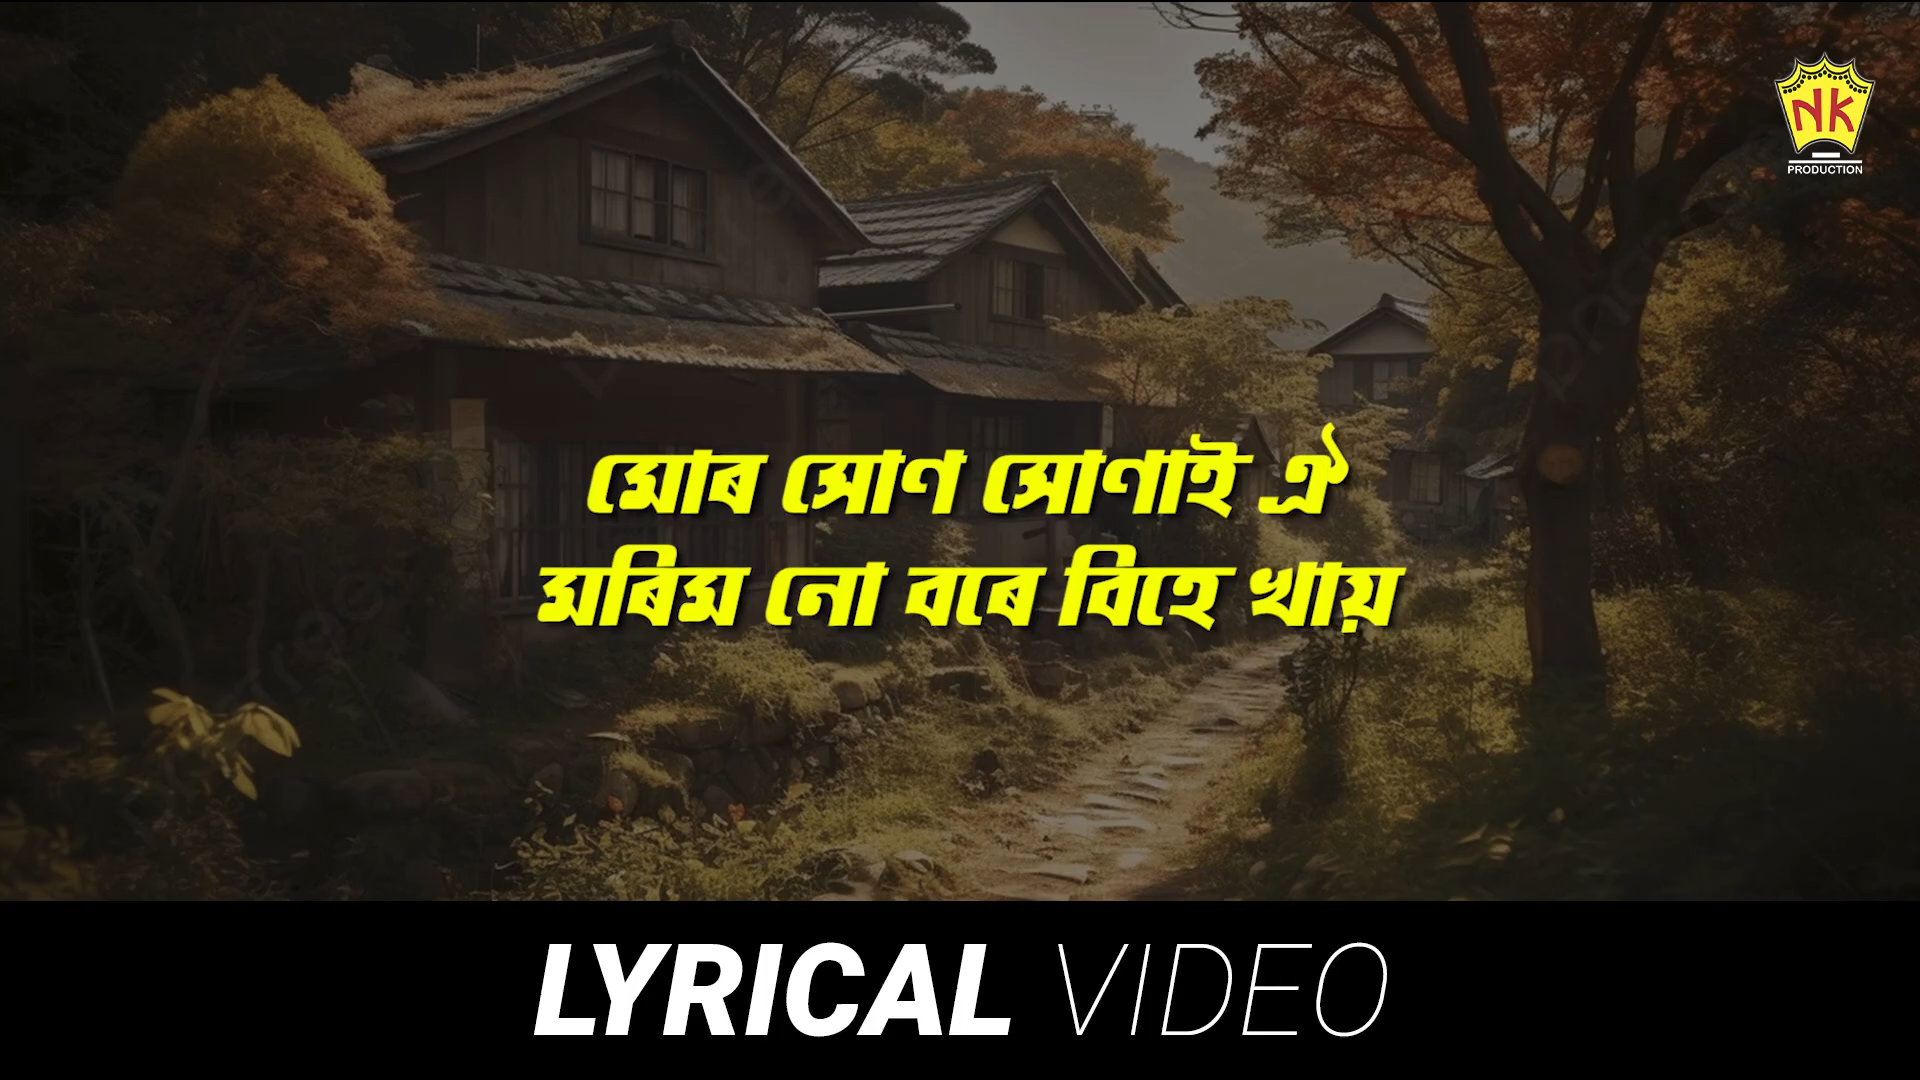 NK
PRODUCTION
মোৰ সোণ সোণাই ঐ
মৰিম নো বৰে বিহে খায়
LYRICAL VIDEO